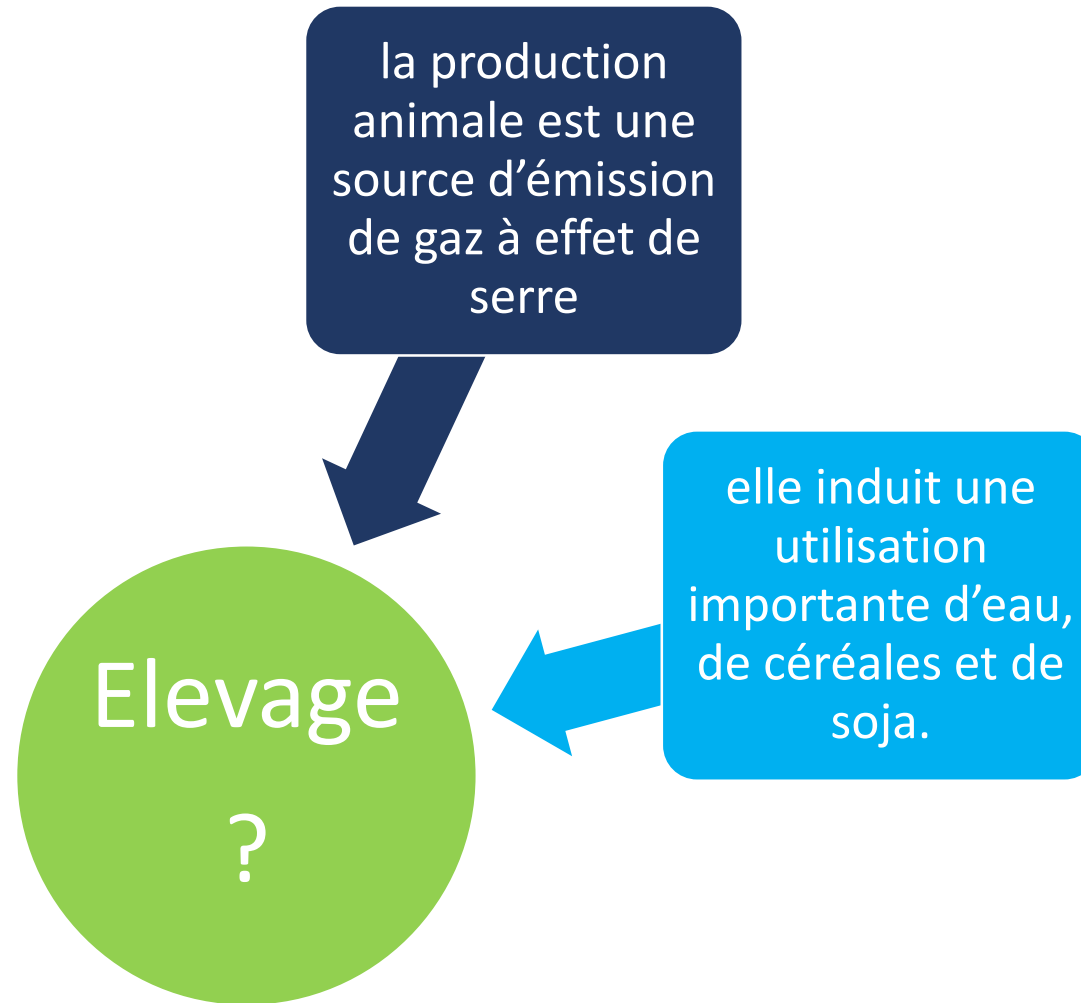 la production
animale est une
source d’émission
de gaz à effet de
serre
elle induit une
utilisation
importante d’eau,
de céréales et de
soja.
Elevage
?